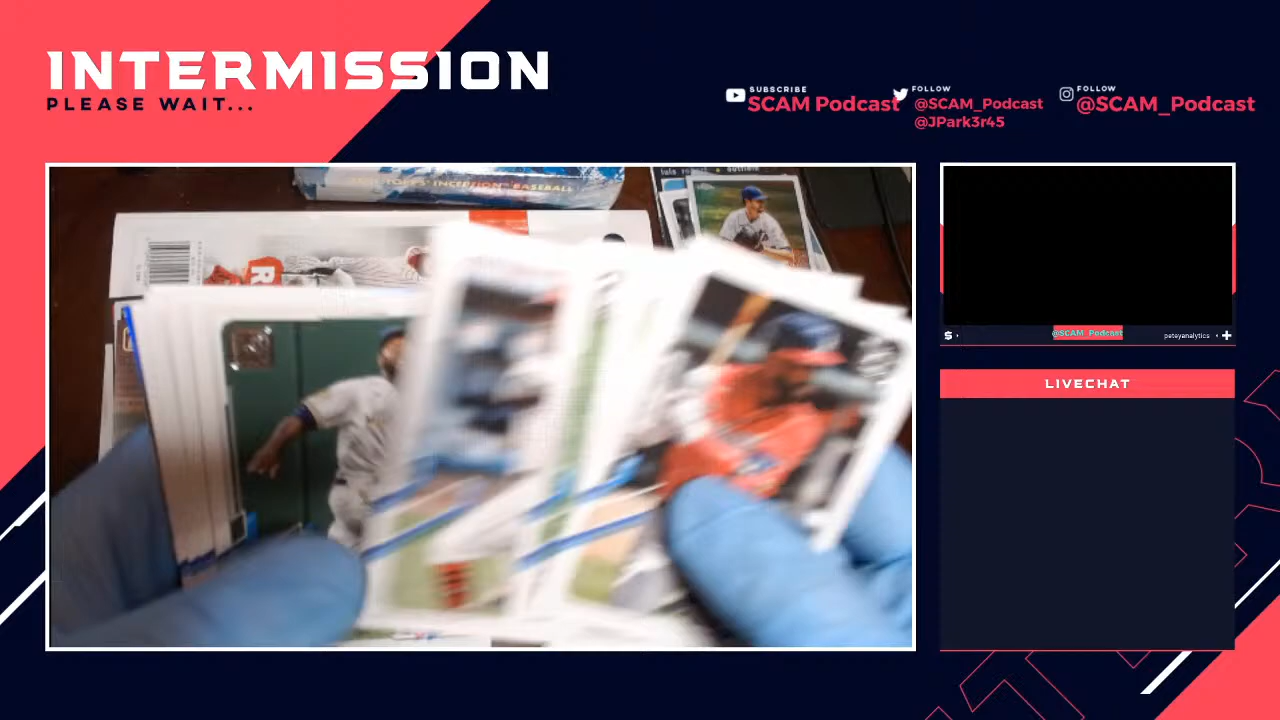 INTERMISSION
PLEASE WAIT...
SUBSCRIBE
SCAM Podcast
FOLLOW
@SCAM_Podcast
@JPark3r45
FOLLOW
@SCAM_Podcast
INCEPTION BASEBALL
R
$
@SCAM_Podcast
peteyanalytics
LIVECHAT